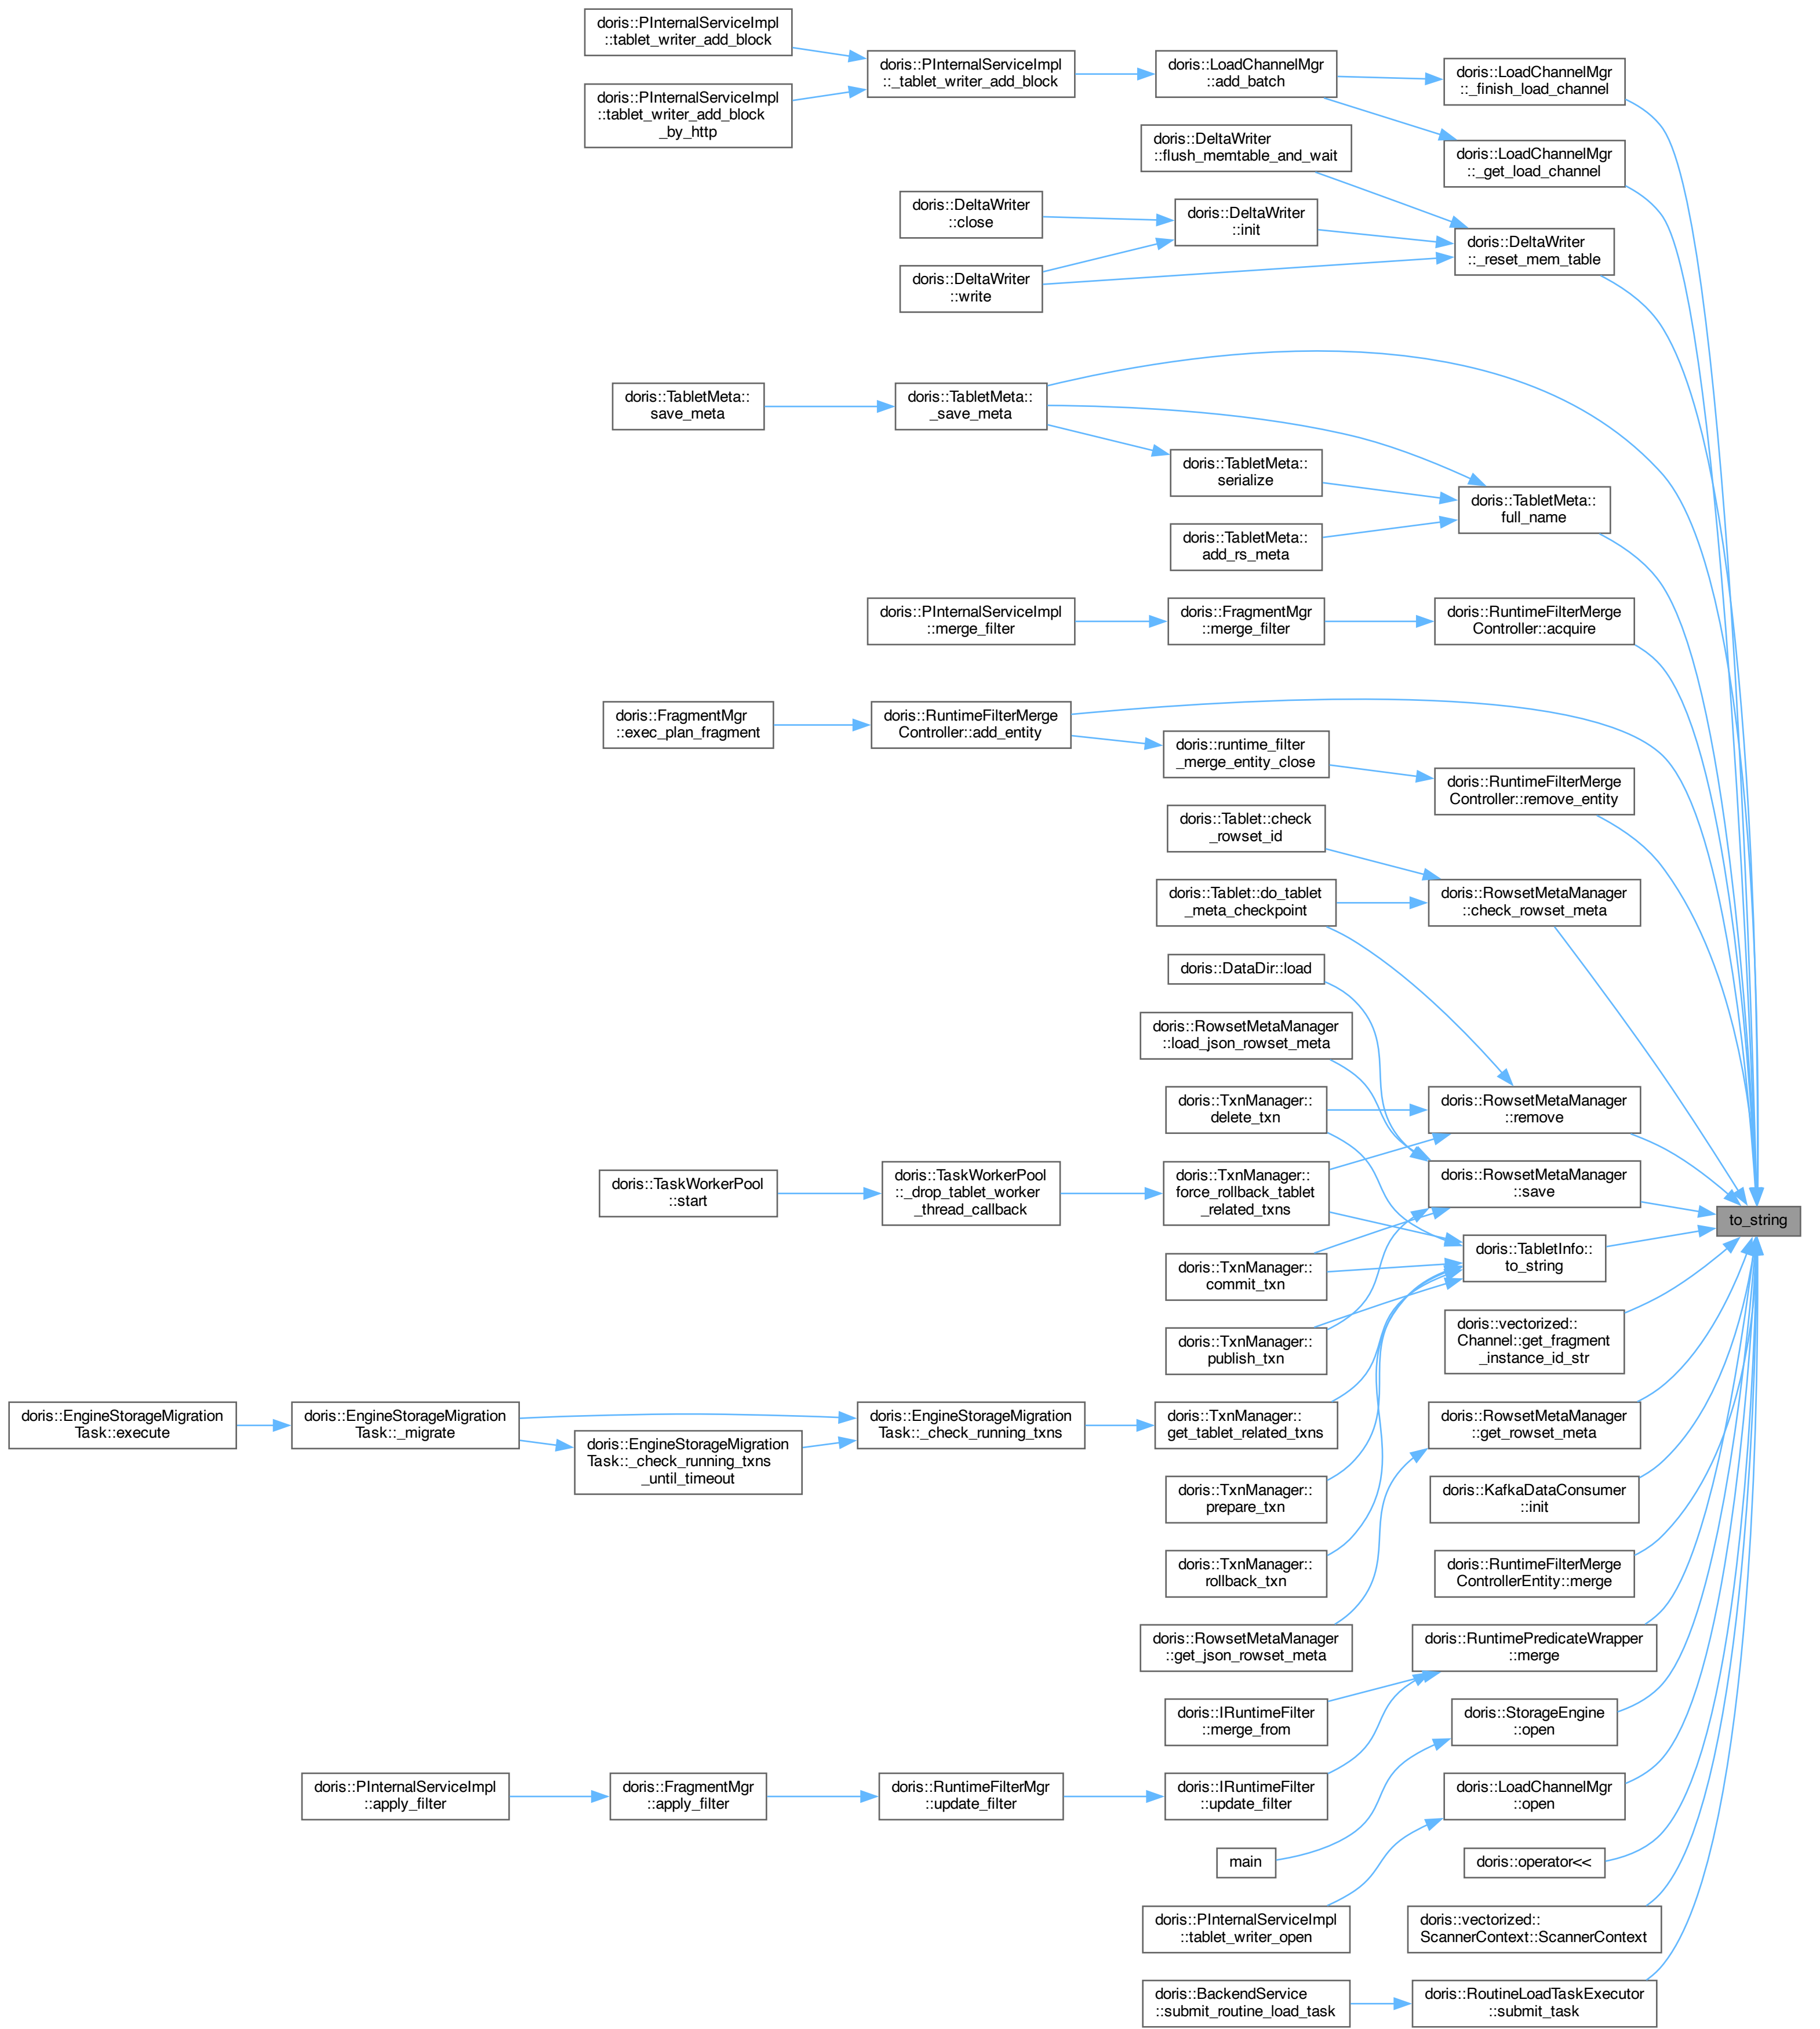 doris::PInternalServiceImpl
::tablet_writer_add_block
doris::PInternalServiceImpl
::_tablet_writer_add_block
doris::LoadChannelMgr
::add_batch
doris::LoadChannelMgr
::_finish_load_channel
doris::PInternalServiceImpl
::tablet_writer_add_block
_by_http
doris::DeltaWriter
::flush_memtable_and_wait
doris::LoadChannelMgr
::_get_load_channel
doris::DeltaWriter
::close
doris::DeltaWriter
::init
doris::DeltaWriter
::_reset_mem_table
doris::DeltaWriter
::write
doris::TabletMeta::
save_meta
doris::TabletMeta::
_save_meta
doris::TabletMeta::
serialize
doris::TabletMeta::
full_name
doris::TabletMeta::
add_rs_meta
doris::PInternalServiceImpl
::merge_filter
doris::FragmentMgr
::merge_filter
doris::RuntimeFilterMerge
Controller::acquire
doris::FragmentMgr
::exec_plan_fragment
doris::RuntimeFilterMerge
Controller::add_entity
doris::runtime_filter
_merge_entity_close
doris::RuntimeFilterMerge
Controller::remove_entity
doris::Tablet::check
_rowset_id
doris::Tablet::do_tablet
_meta_checkpoint
doris::RowsetMetaManager
::check_rowset_meta
doris::DataDir::load
doris::RowsetMetaManager
::load_json_rowset_meta
doris::TxnManager::
delete_txn
doris::RowsetMetaManager
::remove
doris::TaskWorkerPool
::start
doris::TaskWorkerPool
::_drop_tablet_worker
_thread_callback
doris::TxnManager::
force_rollback_tablet
_related_txns
doris::RowsetMetaManager
::save
to_string
doris::TxnManager::
commit_txn
doris::TabletInfo::
to_string
doris::TxnManager::
publish_txn
doris::vectorized::
Channel::get_fragment
_instance_id_str
doris::EngineStorageMigration
Task::execute
doris::EngineStorageMigration
Task::_migrate
doris::EngineStorageMigration
Task::_check_running_txns
_until_timeout
doris::EngineStorageMigration
Task::_check_running_txns
doris::TxnManager::
get_tablet_related_txns
doris::RowsetMetaManager
::get_rowset_meta
doris::TxnManager::
prepare_txn
doris::KafkaDataConsumer
::init
doris::TxnManager::
rollback_txn
doris::RuntimeFilterMerge
ControllerEntity::merge
doris::RowsetMetaManager
::get_json_rowset_meta
doris::RuntimePredicateWrapper
::merge
doris::IRuntimeFilter
::merge_from
doris::StorageEngine
::open
doris::PInternalServiceImpl
::apply_filter
doris::FragmentMgr
::apply_filter
doris::RuntimeFilterMgr
::update_filter
doris::IRuntimeFilter
::update_filter
doris::LoadChannelMgr
::open
main
doris::operator<<
doris::PInternalServiceImpl
::tablet_writer_open
doris::vectorized::
ScannerContext::ScannerContext
doris::BackendService
::submit_routine_load_task
doris::RoutineLoadTaskExecutor
::submit_task